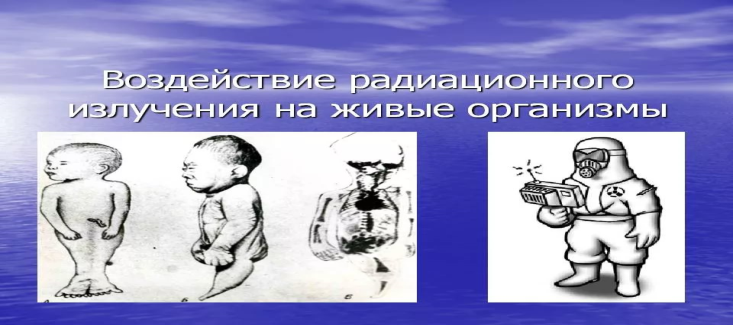 Воздействие радиационного
излучения на живые организмы